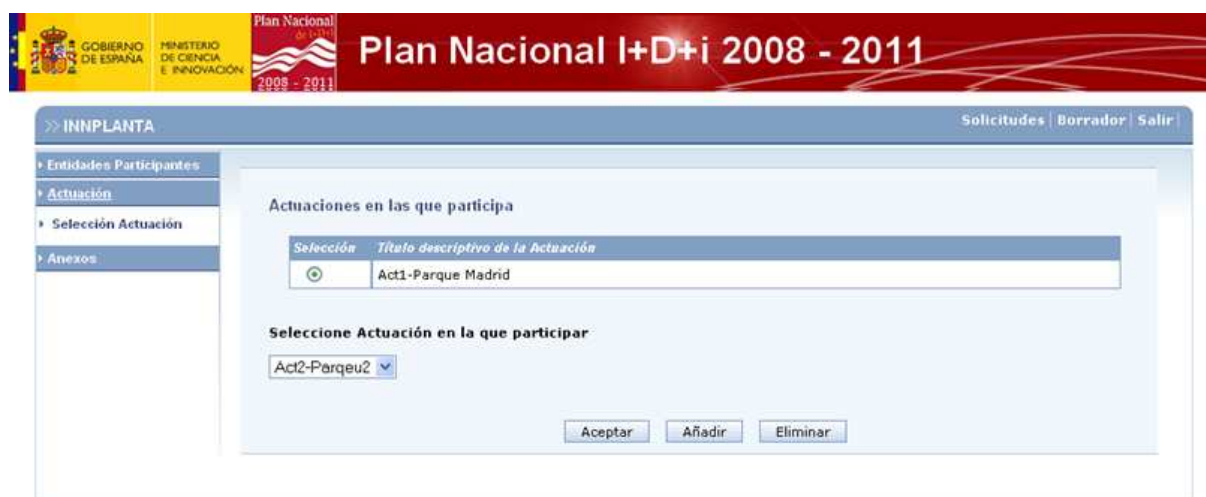 GOBIERNO
DE ESPAÑA
MINISTERIO
DE CIENCIA
E INNOVACIÓN
Plan Nacional
de I+D+i
2008 - 2011
Plan Nacional I+D+i 2008 - 2011
INNPLANTA
Solicitudes | Borrador | Salir
Entidades Participantes
Actuación
Selección Actuación
Anexos
Actuaciones en las que participa
Selección Título descriptivo de la Actuación
Act1-Parque Madrid
Seleccione Actuación en la que participar
Act2-Parqeu2
Aceptar Añadir Eliminar